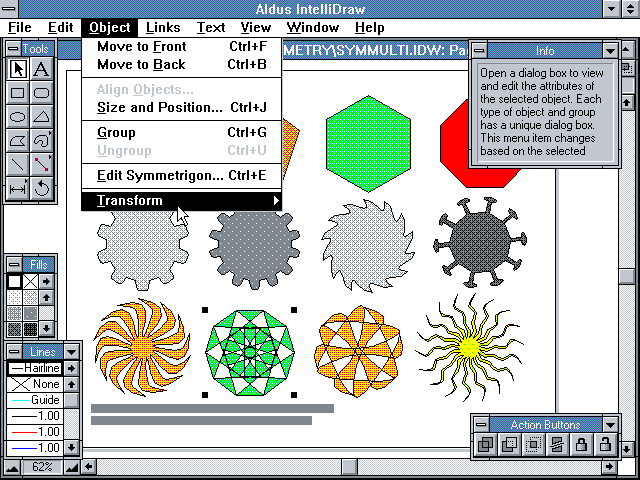 Aldus IntelliDraw
File Edit Object Links Text View Window Help
Tools
A
Move to Front Ctrl+F
Move to Back Ctrl+B
Align Objects...
Size and Position... Ctrl+J
Group Ctrl+G
Ungroup Ctrl+U
Edit Symmetrigon... Ctrl+E
Transform
METRY\SYMMULTI.IDW: Pa
Info
Open a dialog box to view
and edit the attributes of
the selected object. Each
type of object and group
has a unique dialog box.
This menu item changes
based on the selected
Fills
Lines
Hairline
None
Guide
1.00
1.00
1.00
62%
Action Buttons